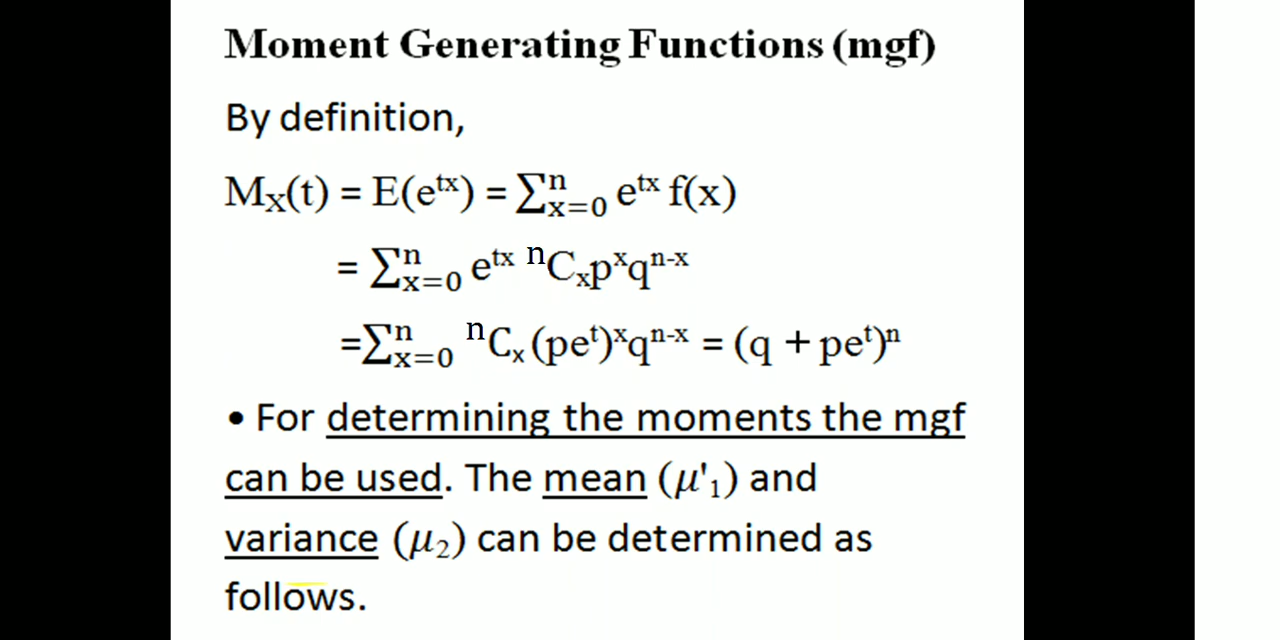 Moment Generating Functions (mgf)
By definition,
Mₓ(t) = E(eᵗˣ) = ∑ⁿₓ₌₀ eᵗˣ f(x)
= ∑ⁿₓ₌₀ eᵗˣ ⁿCₓpˣqⁿ⁻ˣ
=∑ⁿₓ₌₀ ⁿCₓ (peᵗ)ˣqⁿ⁻ˣ = (q + peᵗ)ⁿ
• For determining the moments the mgf
can be used. The mean (μ'₁) and
variance (μ₂) can be determined as
follows.